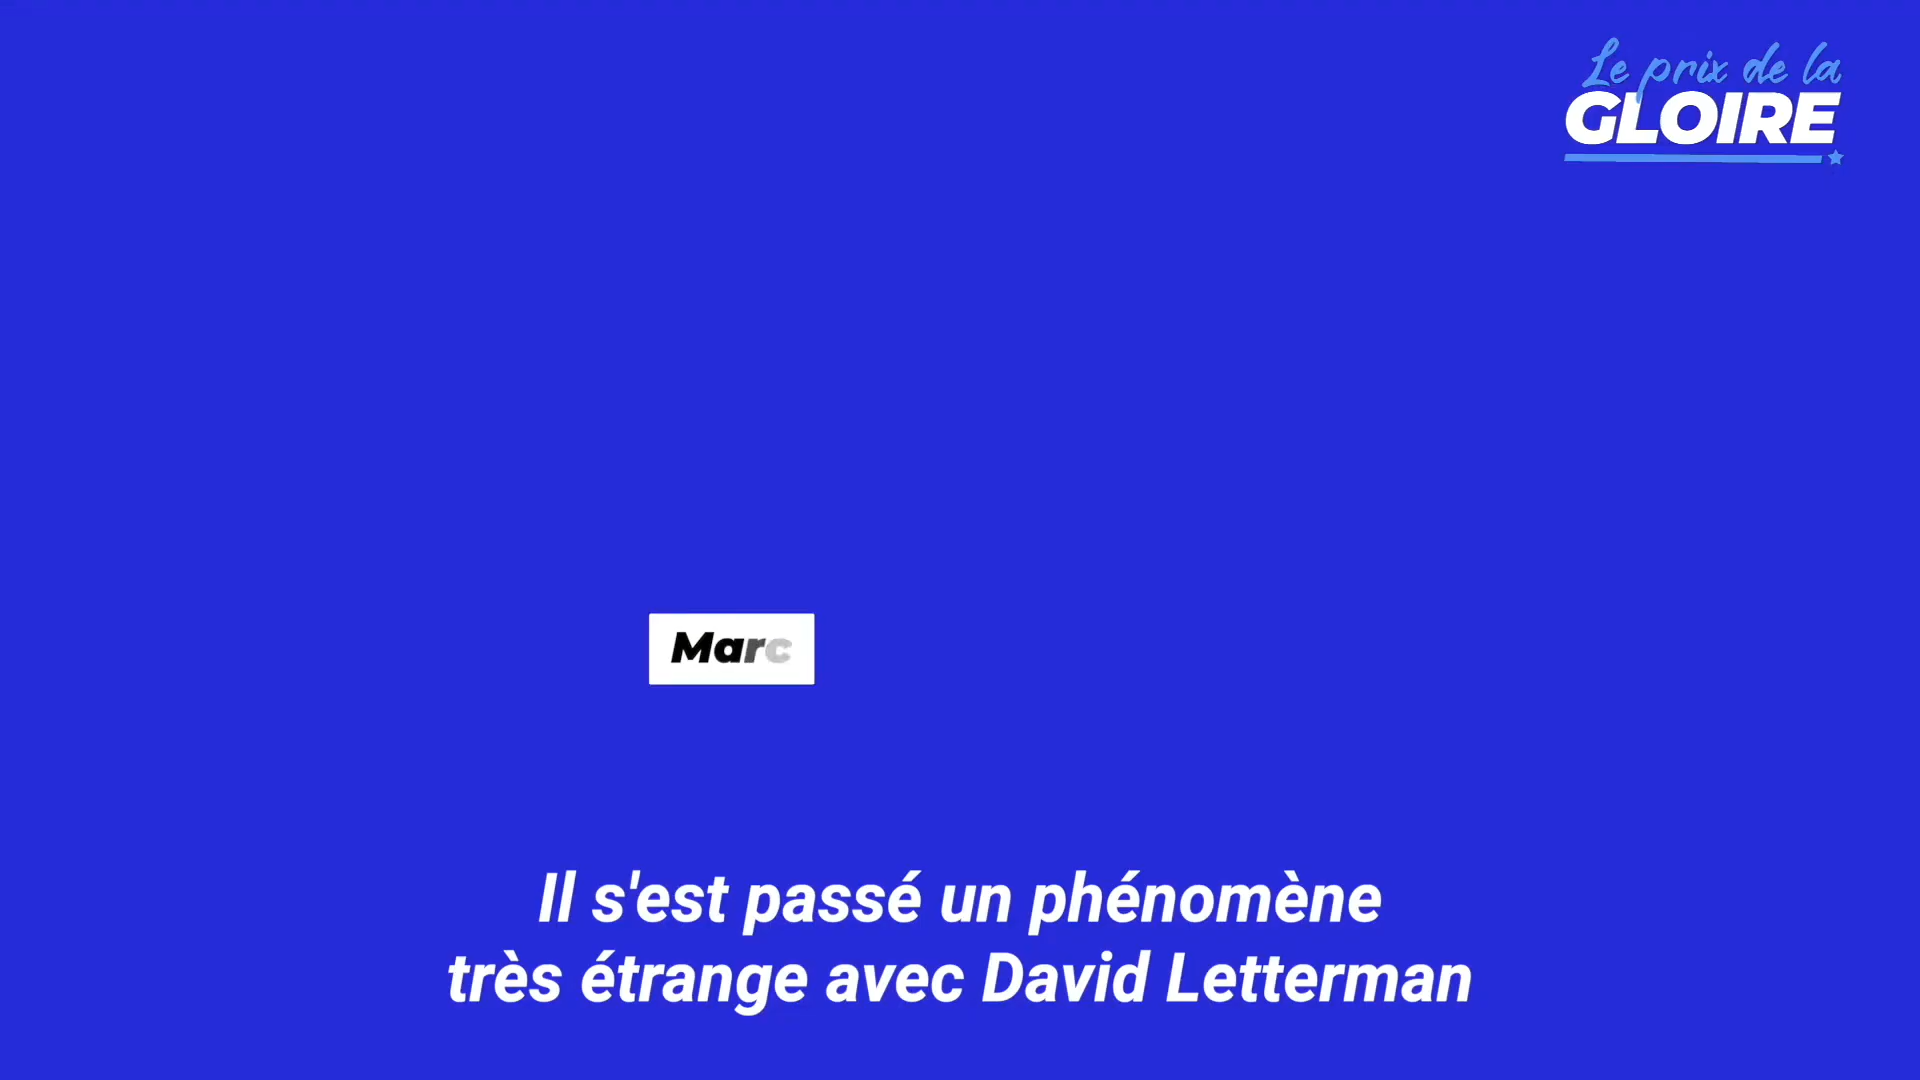 Le prix de la
GLOIRE
Marc
Il s'est passé un phénomène
très étrange avec David Letterman